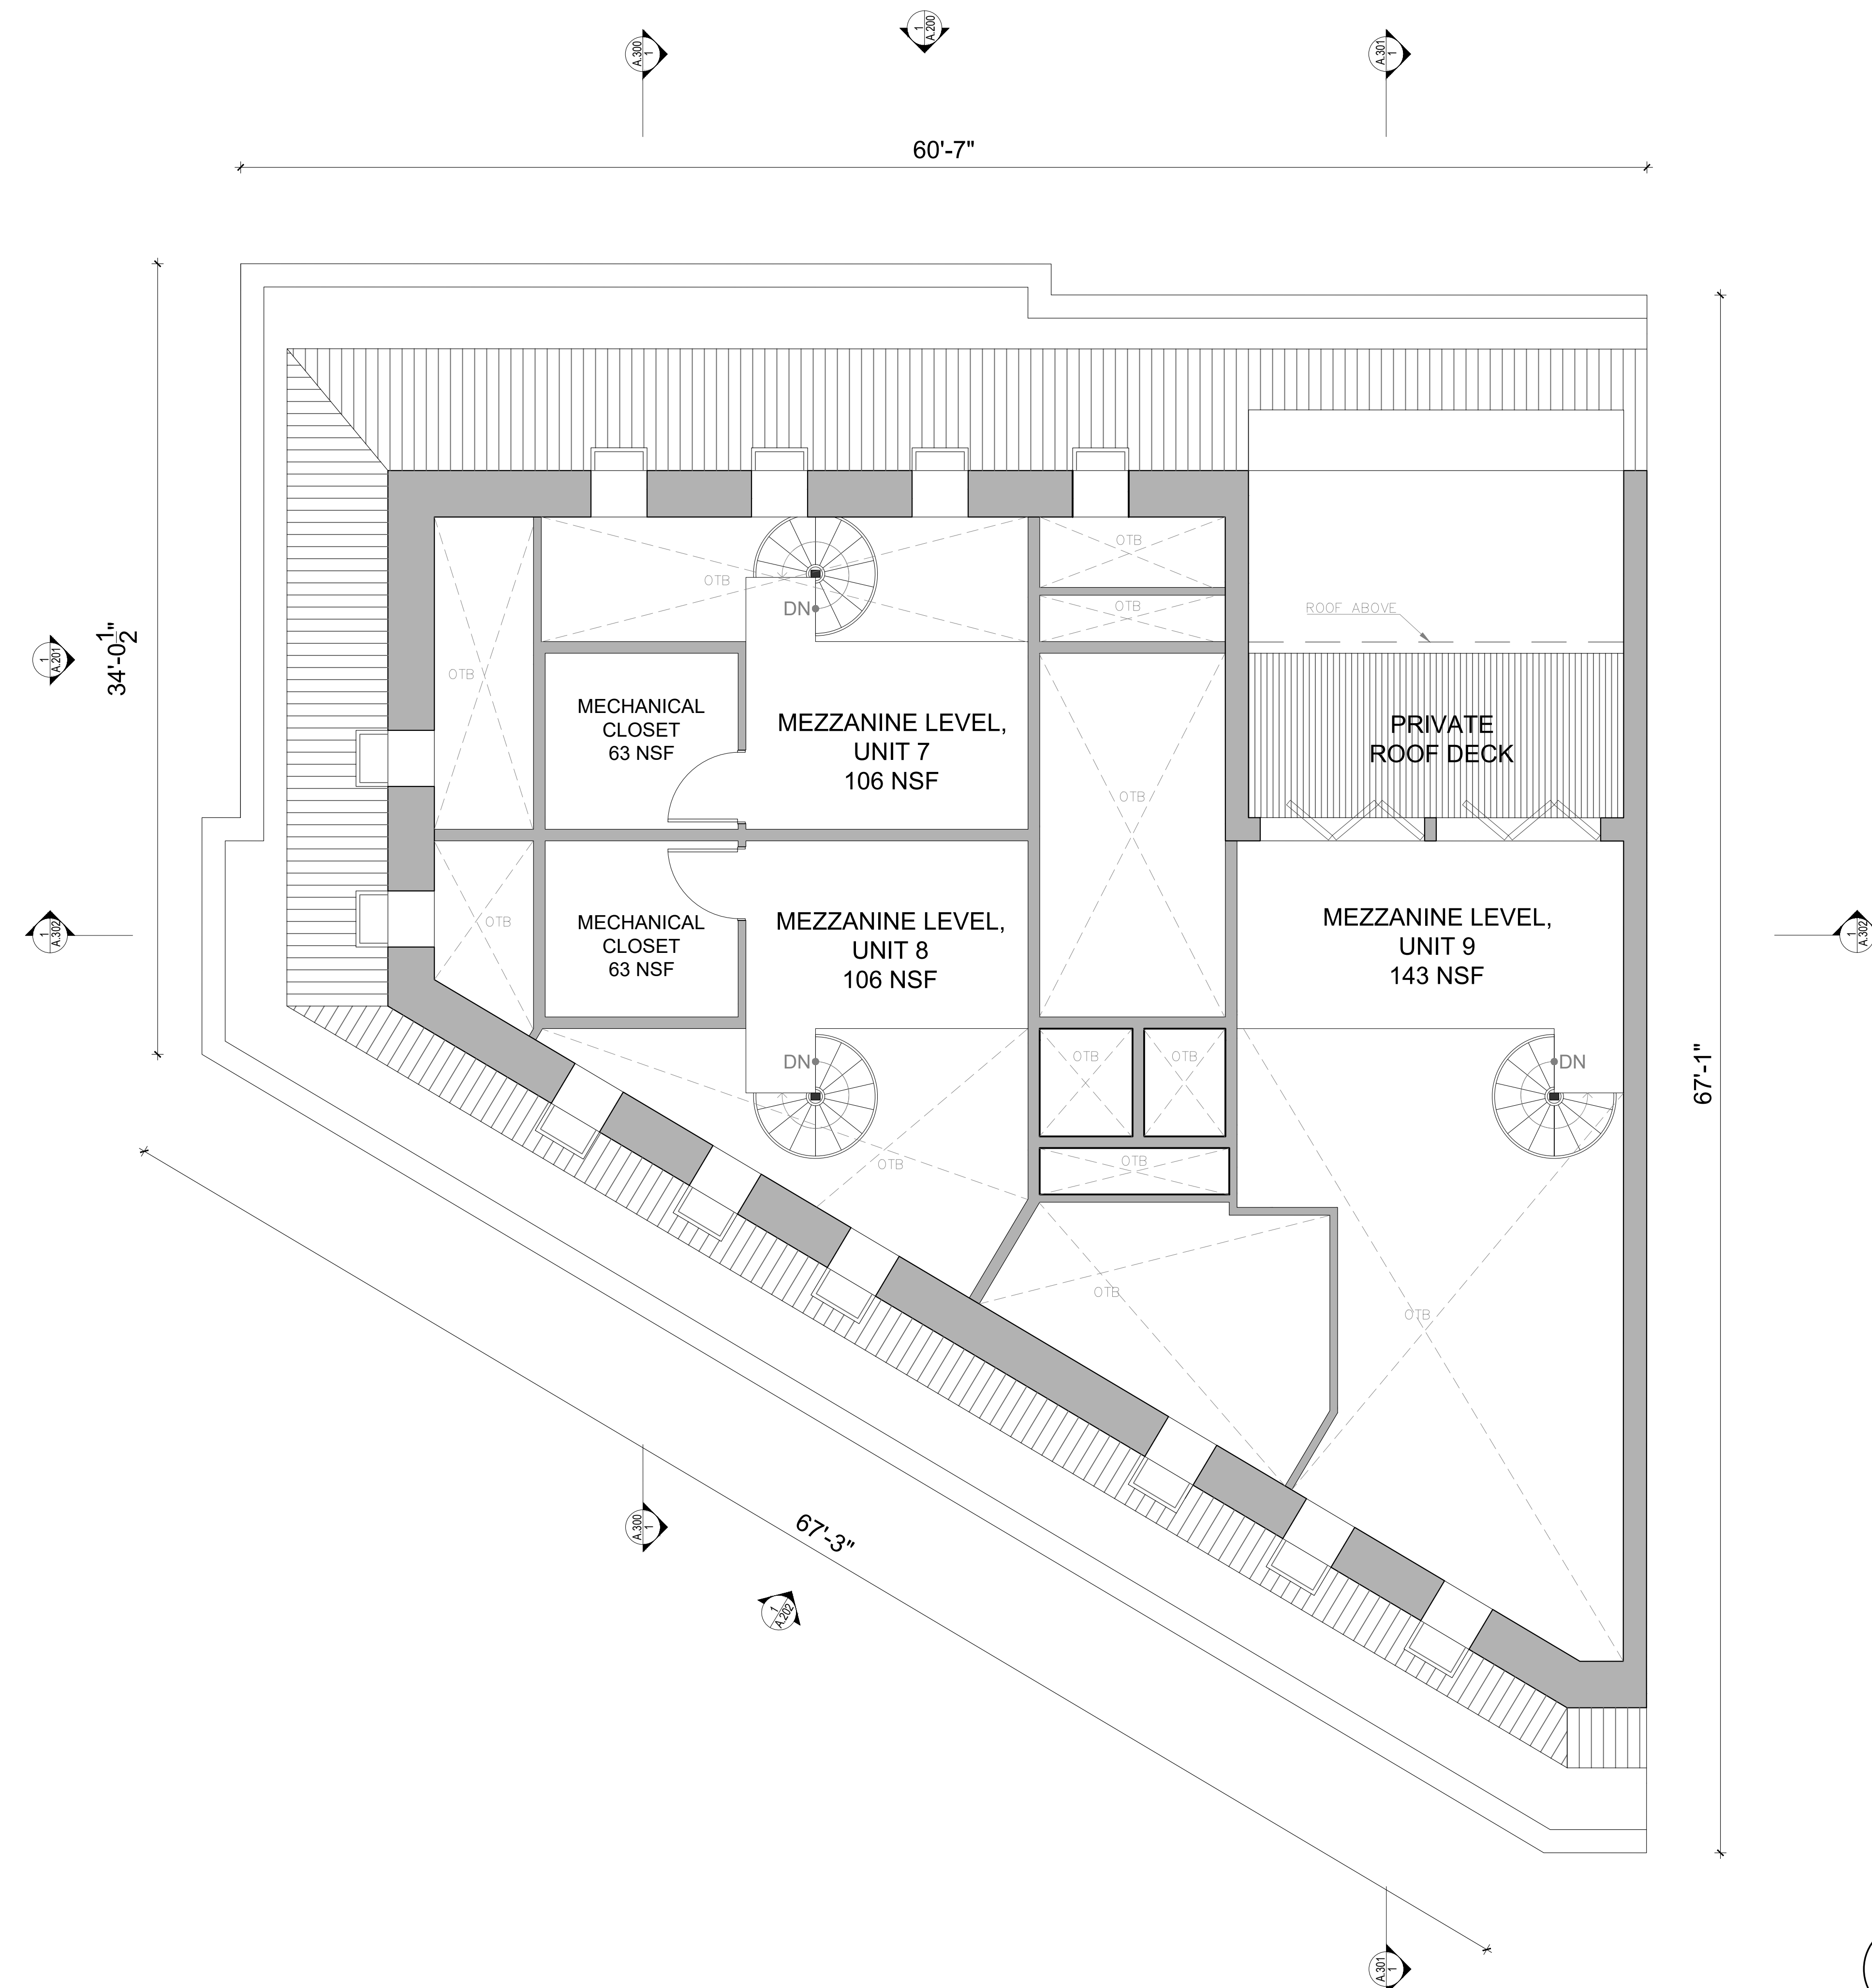 1
A.200
A.300
1
A.301
1
60'-7"
34'-0 1/2"
1
A.201
OTB
DN
OTB
OTB
ROOF ABOVE
OTB
MECHANICAL
CLOSET
63 NSF
MEZZANINE LEVEL,
UNIT 7
106 NSF
PRIVATE
ROOF DECK
OTB
OTB
MECHANICAL
CLOSET
63 NSF
MEZZANINE LEVEL,
UNIT 8
106 NSF
MEZZANINE LEVEL,
UNIT 9
143 NSF
1
A.302
1
A.302
DN
OTB
OTB
DN
67'-1"
OTB
OTB
OTB
OTB
67'-3"
A.300
1
1
A.202
A.301
1